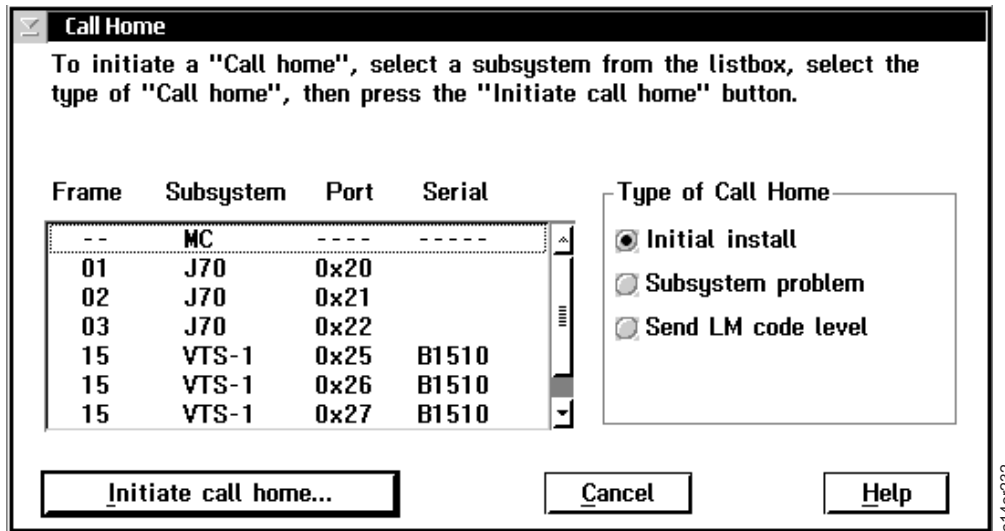 Call Home
To initiate a "Call home", select a subsystem from the listbox, select the
type of "Call home", then press the "Initiate call home" button.
Frame Subsystem Port Serial
-- MC ---- -----
01 J70 0x20
02 J70 0x21
03 J70 0x22
15 VTS-1 0x25 B1510
15 VTS-1 0x26 B1510
15 VTS-1 0x27 B1510
Type of Call Home
Initial install
Subsystem problem
Send LM code level
Initiate call home...
Cancel
Help